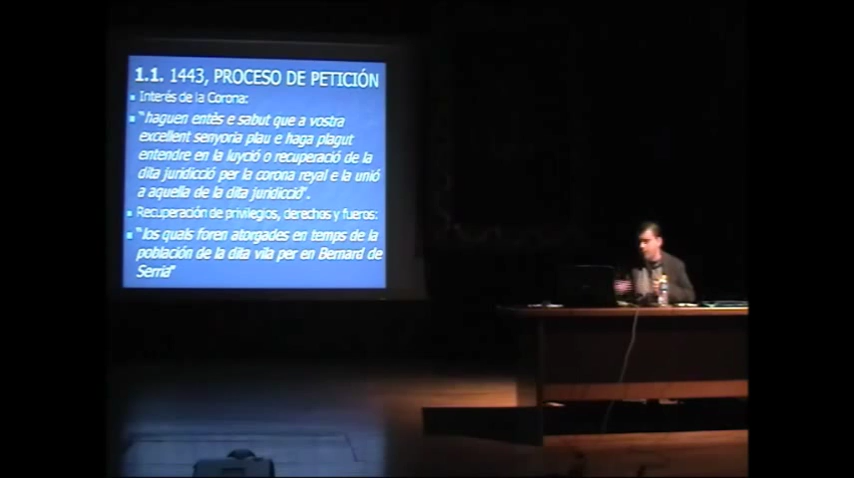 1.1. 1443, PROCESO DE PETICIÓN
Interés de la Corona:
"haguen entès e sabut que a vostra
excellent senyoria plau e haga plagut
entendre en la luyció o recuperació de la
dita juridicció per la corona reyal e la unió
a aquella de la dita juridicció".
Recuperación de privilegios, derechos y fueros:
"los quals foren atorgades en temps de la
población de la dita vila per en Bernard de
Serria"